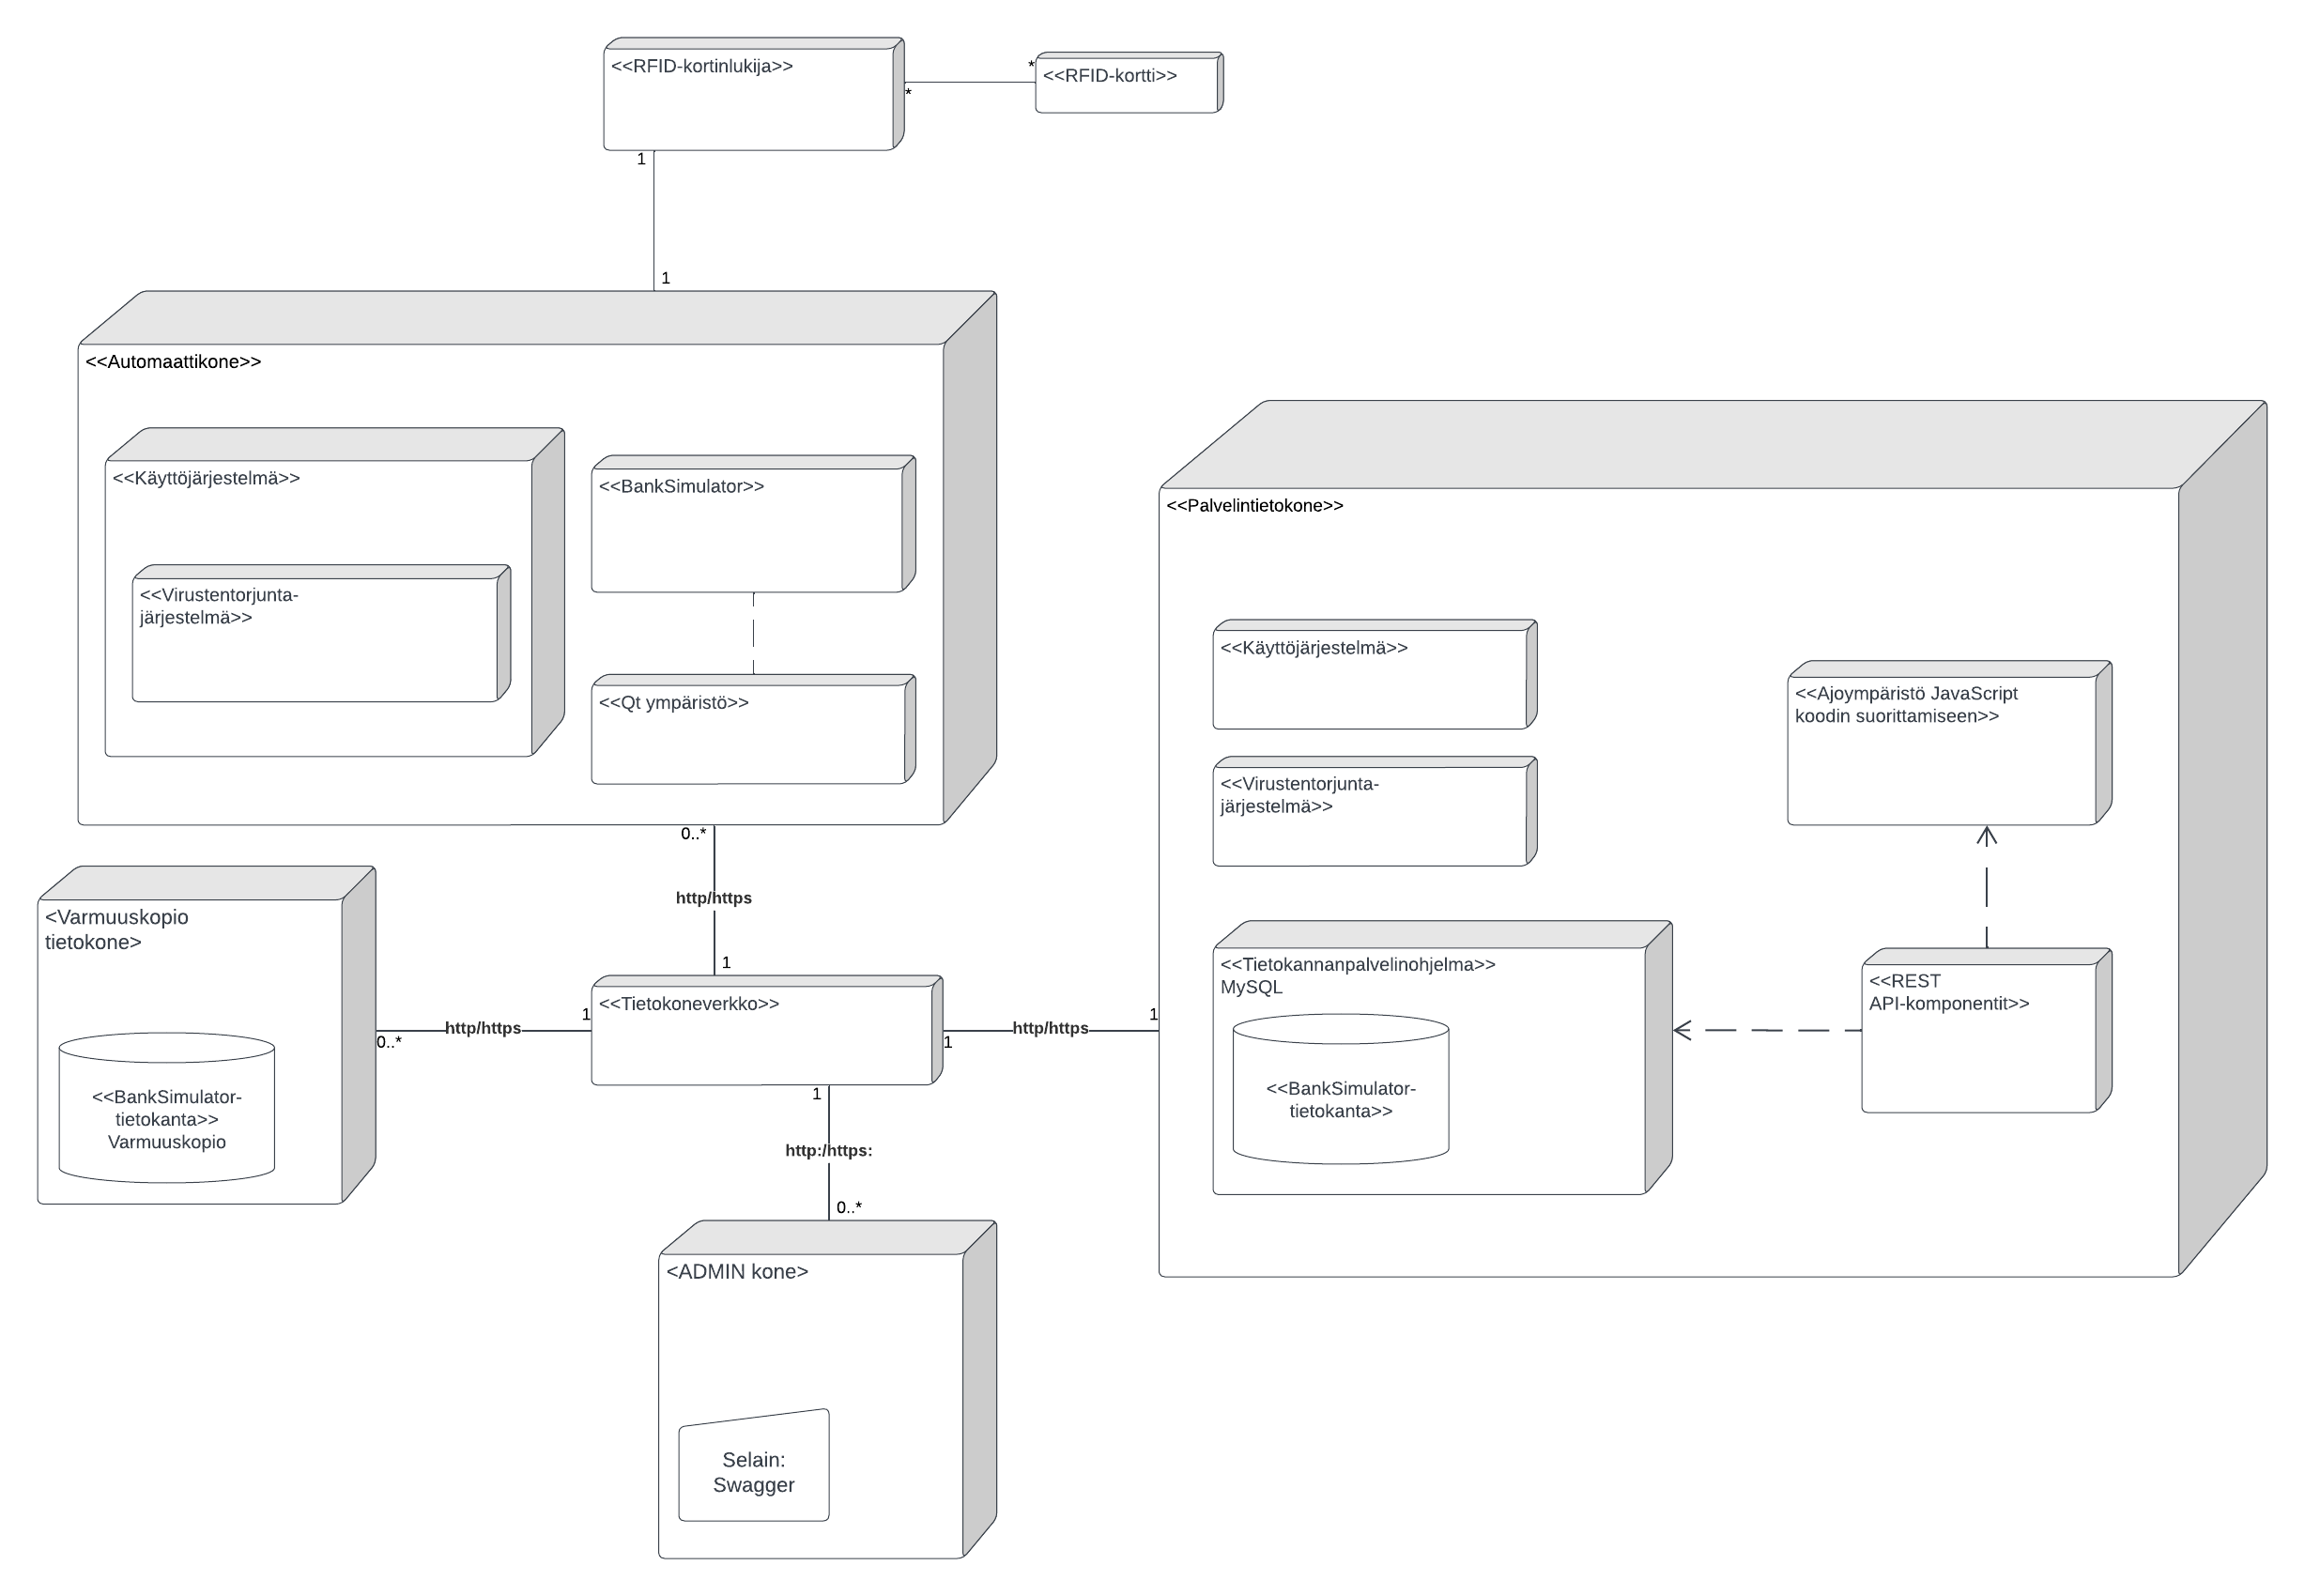 <<RFID-kortinlukija>>
*
*
<<RFID-kortti>>
1
1
<<Automaattikone>>
<<Käyttöjärjestelmä>>
<<Virustentorjunta-
järjestelmä>>
<<BankSimulator>>
<<Qt ympäristö>>
0..*
http/https
1
<Varmuuskopio
tietokone>
<<BankSimulator-
tietokanta>>
Varmuuskopio
0..*
http/https
1
<<Tietokoneverkko>>
1
http/https
1
1
http:/https:
0..*
<ADMIN kone>
Selain:
Swagger
<<Palvelintietokone>>
<<Käyttöjärjestelmä>>
<<Virustentorjunta-
järjestelmä>>
<<Ajoympäristö JavaScript
koodin suorittamiseen>>
<<Tietokannanpalvelinohjelma>>
MySQL
<<BankSimulator-
tietokanta>>
<<REST
API-komponentit>>